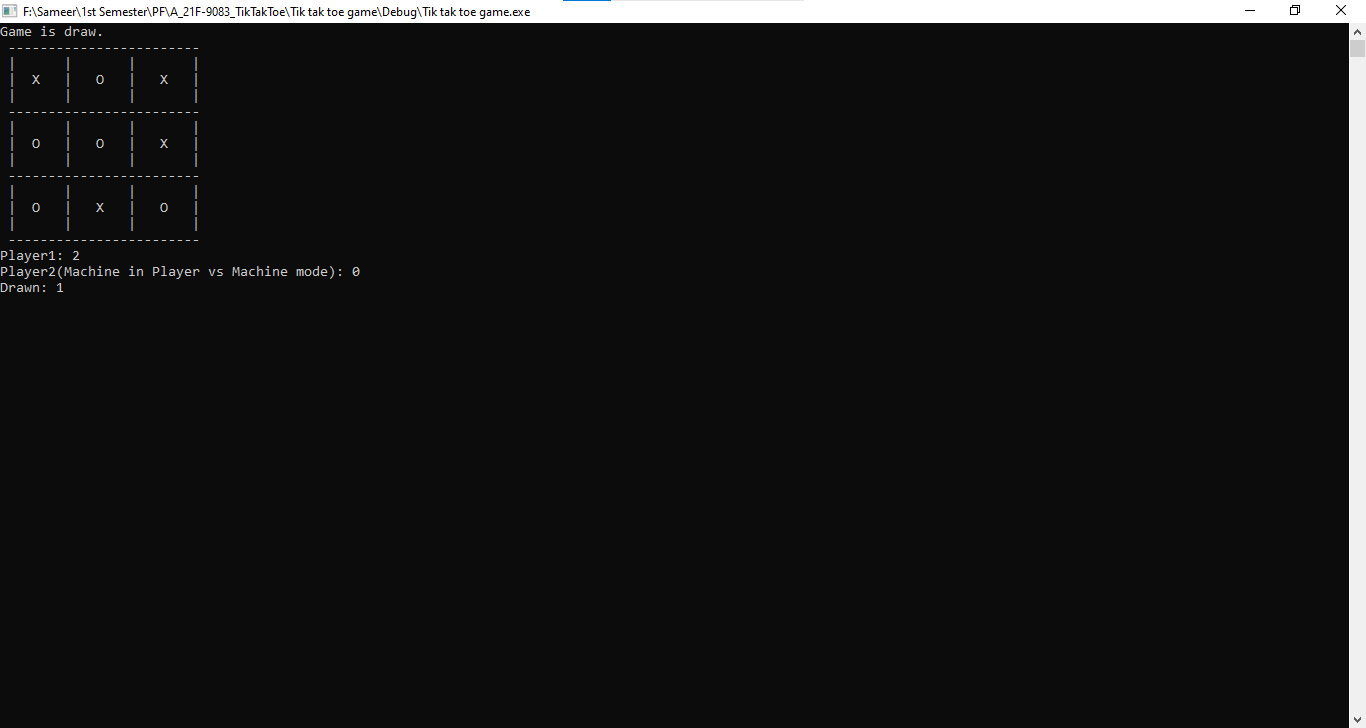 F:\Sameer\1st Semester\PF\A_21F-9083_TikTakToe\Tik tak toe game\Debug\Tik tak toe game.exe
Game is draw.
 ------------------------
 |      |       |       |
 |  X   |   O   |   X   |
 |      |       |       |
 ------------------------
 |      |       |       |
 |  O   |   O   |   X   |
 |      |       |       |
 ------------------------
 |      |       |       |
 |  O   |   X   |   O   |
 |      |       |       |
 ------------------------
Player1: 2
Player2(Machine in Player vs Machine mode): 0
Drawn: 1